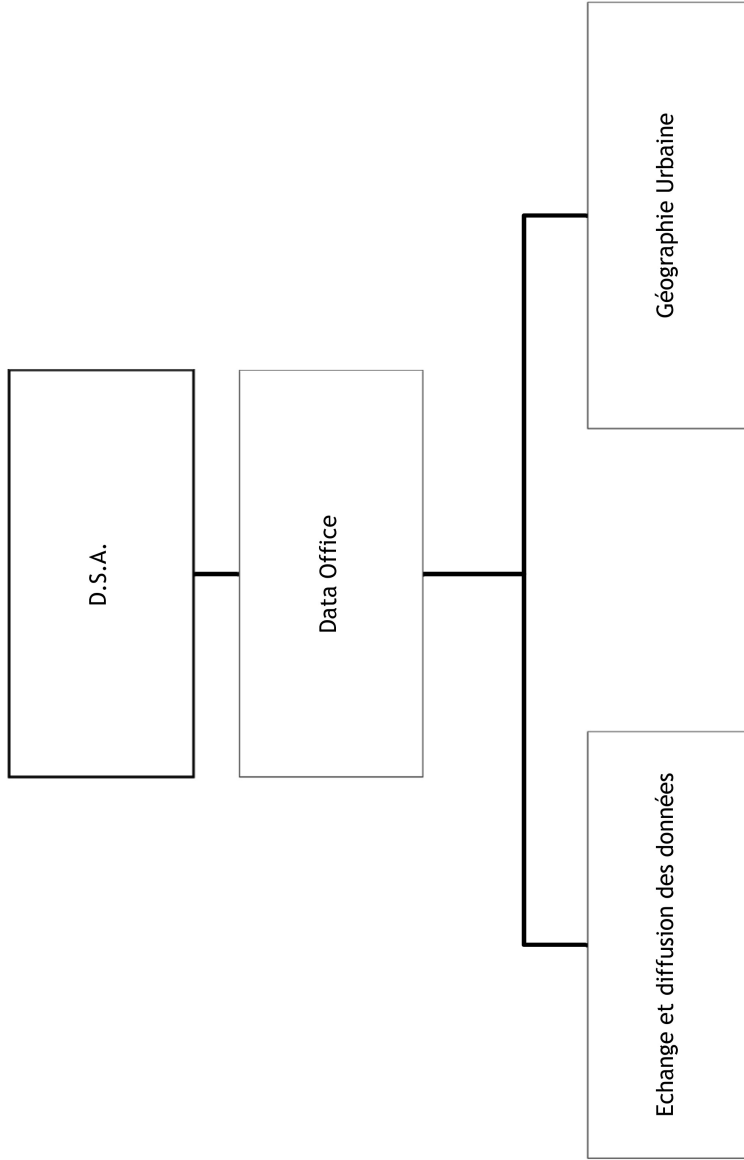 D.S.A.
Data Office
Echange et diffusion des données
Géographie Urbaine